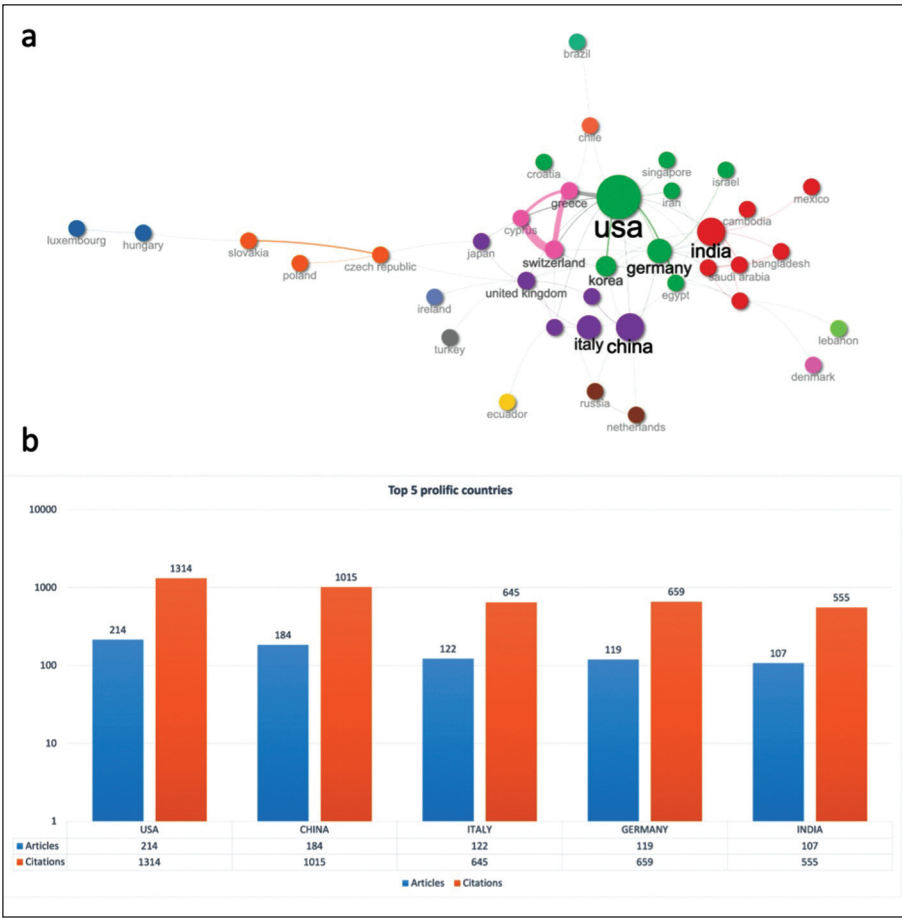 a
brazil
chile
croatia
singapore
israel
greece
iran
mexico
cyprus
usa
cambodia
luxembourg
hungary
slovakia
japan
switzerland
india
poland
czech republic
korea
germany
saudi arabia
bangladesh
united kingdom
egypt
ireland
turkey
italy
china
lebanon
denmark
ecuador
russia
netherlands
b
Top 5 prolific countries
10000
1000
100
10
1
214
1314
184
1015
122
645
119
659
107
555
USA CHINA ITALY GERMANY INDIA
Articles 214 184 122 119 107
Citations 1314 1015 645 659 555
Articles Citations